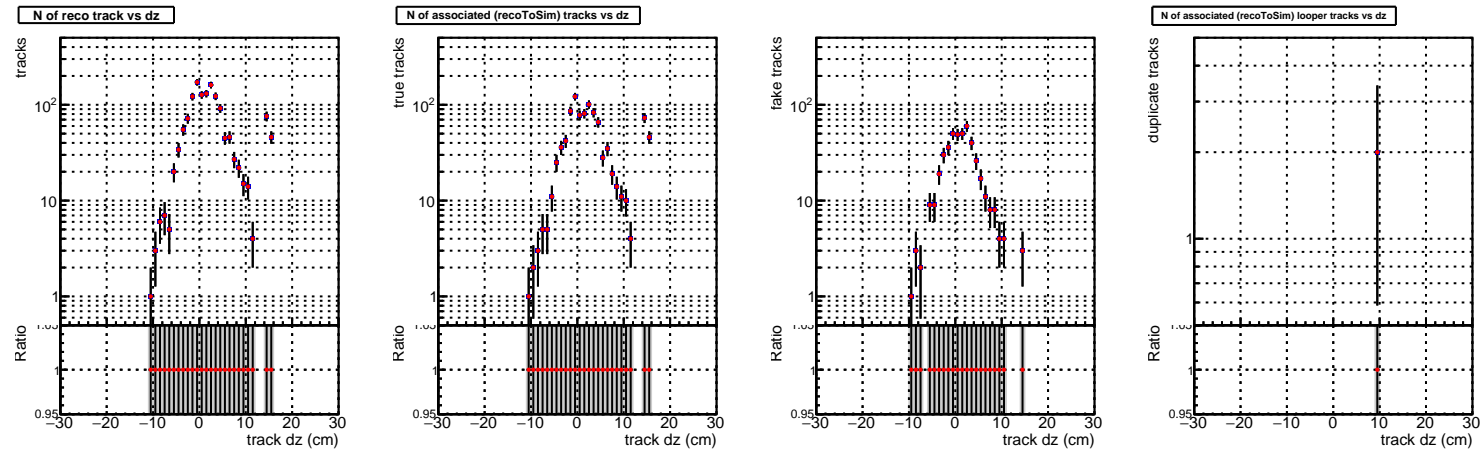 N of reco track vs dz
tracks
10²
10
1
Ratio
1
0.95
−30 −20 −10 0 10 20 30
track dz (cm)
N of associated (recoToSim) tracks vs dz
true tracks
10²
10
1
Ratio
1
0.95
−30 −20 −10 0 10 20 30
track dz (cm)
fake tracks
10²
10
1
Ratio
1
0.95
−30 −20 −10 0 10 20 30
track dz (cm)
N of associated (recoToSim) looper tracks vs dz
duplicate tracks
1
Ratio
1
0.95
−30 −20 −10 0 10 20 30
track dz (cm)